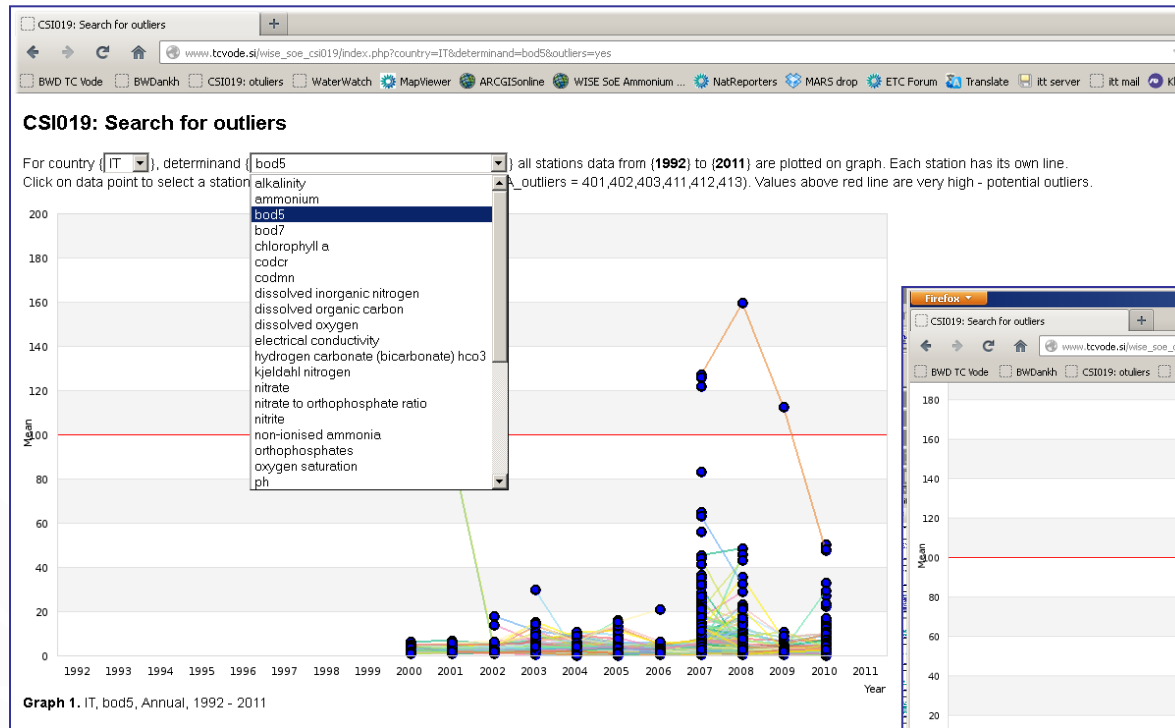 CSI019: Search for outliers
www.tcvode.si/wise_soe_csi019/index.php?country=IT&determinand=bod5&outliers=yes
BWD TC Vode BWDankh CSI019: otuliers WaterWatch MapViewer ARCGISonline WISE SoE Ammonium ... NatReporters MARS drop ETC Forum Translate itt server itt mail
CSI019: Search for outliers
For country {IT}, determinand {bod5} all stations data from {1992} to {2011} are plotted on graph. Each station has its own line.
Click on data point to select a station A_outliers = 401,402,403,411,412,413). Values above red line are very high - potential outliers.
alkalinity
ammonium
bod5
bod7
chlorophyll a
codcr
codmn
dissolved inorganic nitrogen
dissolved organic carbon
dissolved oxygen
electrical conductivity
hydrogen carbonate (bicarbonate) hco3
kjeldahl nitrogen
nitrate
nitrate to orthophosphate ratio
nitrite
non-ionised ammonia
orthophosphates
oxygen saturation
ph
200
180
160
140
120
100
80
60
40
20
0
Mean
1992 1993 1994 1995 1996 1997 1998 1999 2000 2001 2002 2003 2004 2005 2006 2007 2008 2009 2010 2011
Year
Graph 1. IT, bod5, Annual, 1992 - 2011
Firefox
CSI019: Search for outliers
www.tcvode.si/wise_soe_c
BWD TC Vode BWDankh CSI019: otuliers
180
160
140
120
100
80
60
40
20
Mean